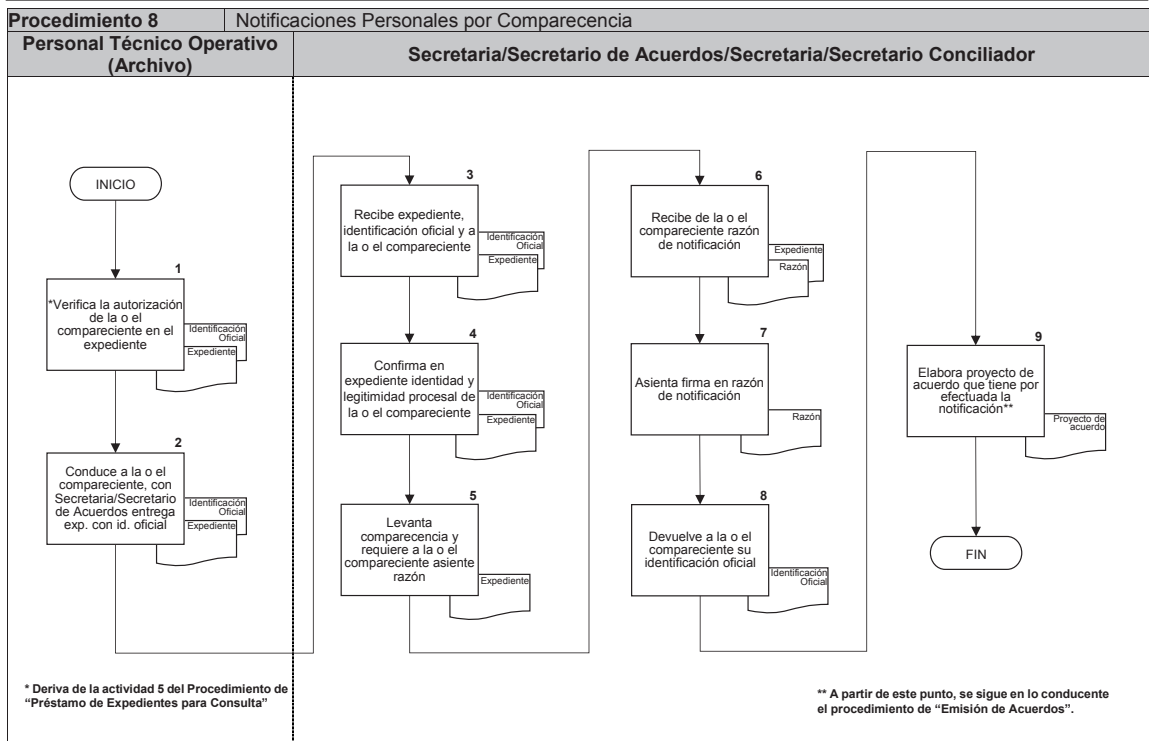 Procedimiento 8
Notificaciones Personales por Comparecencia
Personal Técnico Operativo
(Archivo)
Secretaria/Secretario de Acuerdos/Secretaria/Secretario Conciliador
INICIO
1
*Verifica la autorización
de la o el
compareciente en el
expediente
Identificación
Oficial
Expediente
2
Conduce a la o el
compareciente, con
Secretaria/Secretario
de Acuerdos entrega
exp. con id. oficial
Identificación
Oficial
Expediente
* Deriva de la actividad 5 del Procedimiento de
“Préstamo de Expedientes para Consulta”
3
Recibe expediente,
identificación oficial y a
la o el compareciente
Identificación
Oficial
Expediente
4
Confirma en
expediente identidad y
legitimidad procesal de
la o el compareciente
Identificación
Oficial
Expediente
5
Levanta
comparecencia y
requiere a la o el
compareciente asiente
razón
Expediente
6
Recibe de la o el
compareciente razón
de notificación
Expediente
Razón
7
Asienta firma en razón
de notificación
Razón
8
Devuelve a la o el
compareciente su
identificación oficial
Identificación
Oficial
9
Elabora proyecto de
acuerdo que tiene por
efectuada la
notificación**
Proyecto de
acuerdo
FIN
** A partir de este punto, se sigue en lo conducente
el procedimiento de “Emisión de Acuerdos”.